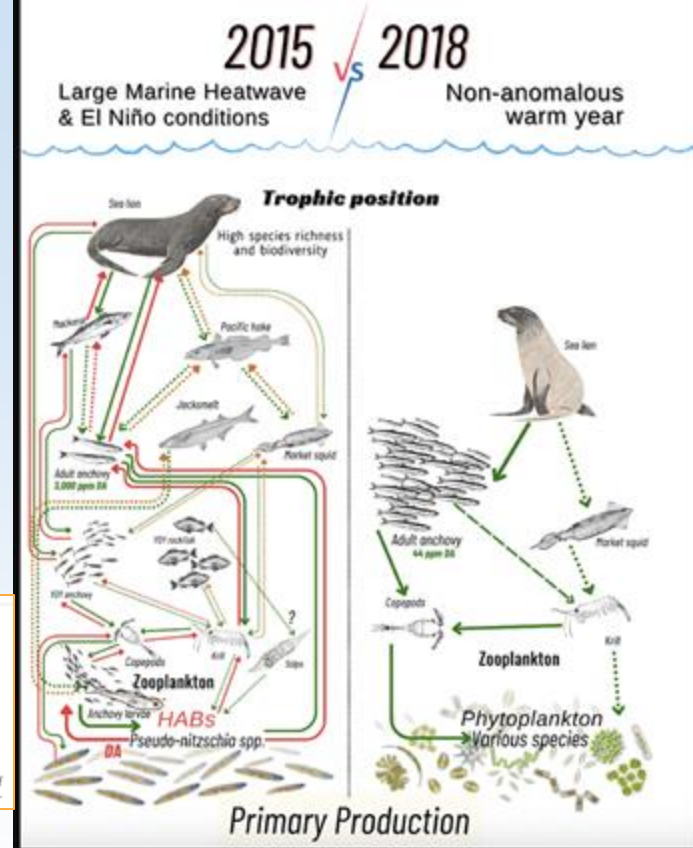 2015 VS 2018
Large Marine Heatwave
& El Niño conditions
Non-anomalous
warm year
Trophic position
Sea lion
High species richness
and biodiversity
Mackerel
Pacific hake
Jacksmelt
Market squid
Adult anchovy
3,000 ppm DA
YOY rockfish
YOY anchovy
?
Copepods
Krill
Salps
Zooplankton
Anchovy larvae
HABs
Pseudo-nitzschia spp.
DA
Sea lion
Adult anchovy
44 ppm DA
Market squid
Copepods
Krill
Zooplankton
Phytoplankton
Various species
Primary Production